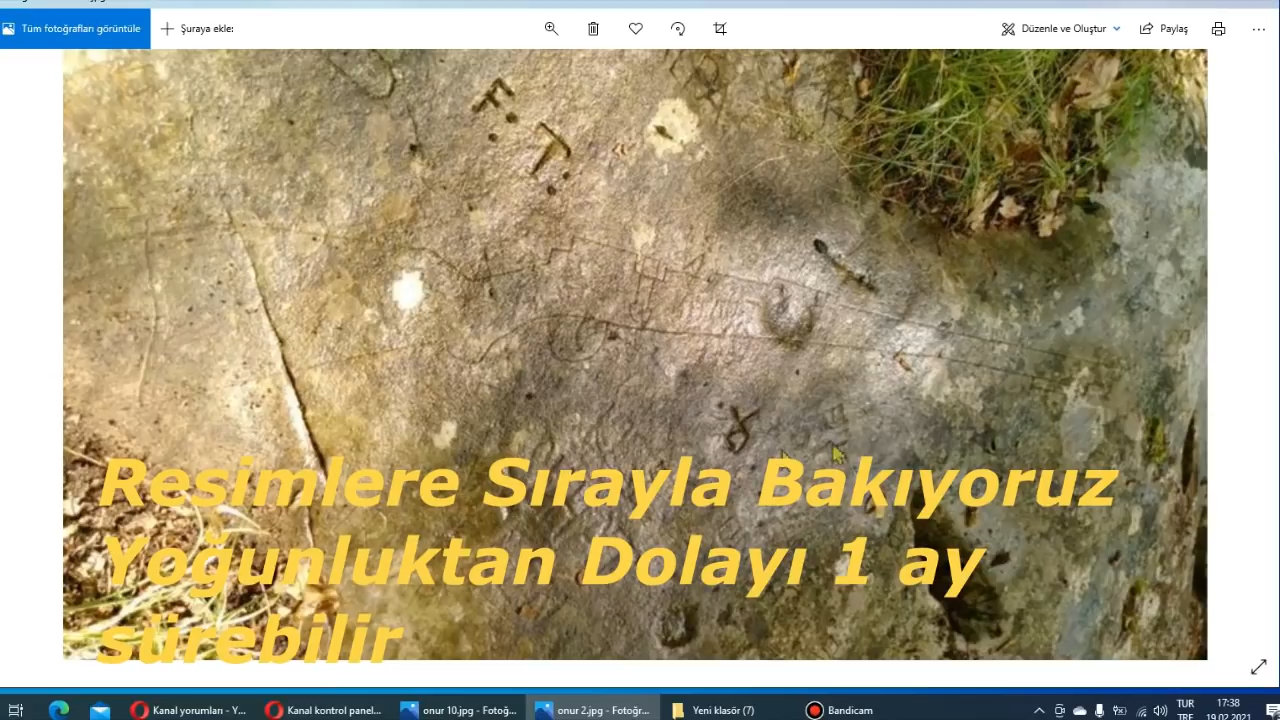 Tüm fotoğrafları görüntüle
Şuraya ekle:
Düzenle ve Oluştur
Paylaş
F.
T
X
Resimlere Sırayla Bakıyoruz
Yoğunluktan Dolayı 1 ay
sürebilir
Kanal yorumları - Y...
Kanal kontrol panel...
onur 10.jpg - Fotoğ...
onur 2.jpg - Fotoğr...
Yeni klasör (7)
Bandicam
TUR
17:38
TRF
19.02.2021